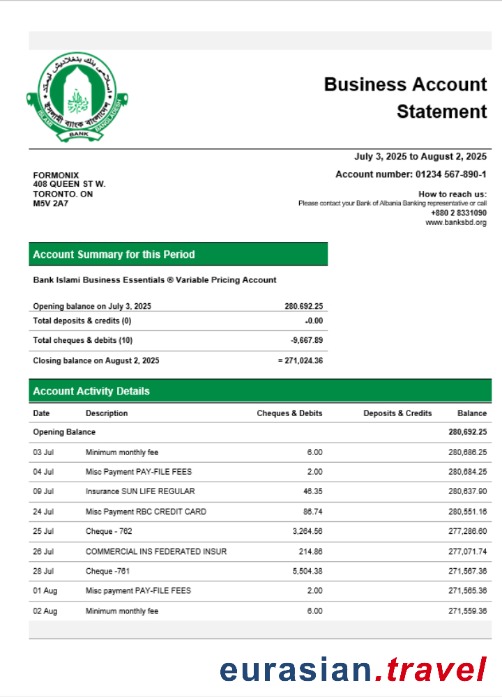 ইসলামী ব্যাংক বাংলাদেশ
BANK
Business Account
Statement
July 3, 2025 to August 2, 2025
FORMONIX
408 QUEEN ST W.
TORONTO. ON
M5V 2A7
Account number: 01234 567-890-1
How to reach us:
Please contact your Bank of Albania Banking representative or call
+880 2 8331090
www.banksbd.org
Account Summary for this Period
Bank Islami Business Essentials ® Variable Pricing Account
Opening balance on July 3, 2025 280.692.25
Total deposits & credits (0) -0.00
Total cheques & debits (10) -9,667.89
Closing balance on August 2, 2025 = 271,024.36
Account Activity Details
Date Description Cheques & Debits Deposits & Credits Balance
Opening Balance 280,692.25
03 Jul Minimum monthly fee 6.00 280,686.25
04 Jul Misc Payment PAY-FILE FEES 2.00 280,684.25
09 Jul Insurance SUN LIFE REGULAR 46.35 280,637.90
24 Jul Misc Payment RBC CREDIT CARD 86.74 280,551.16
25 Jul Cheque - 762 3,264.56 277,286.60
26 Jul COMMERCIAL INS FEDERATED INSUR 214.86 277,071.74
28 Jul Cheque -761 5,504.38 271,567.36
01 Aug Misc payment PAY-FILE FEES 2.00 271,565.36
02 Aug Minimum monthly fee 6.00 271,559.36
eurasian.travel